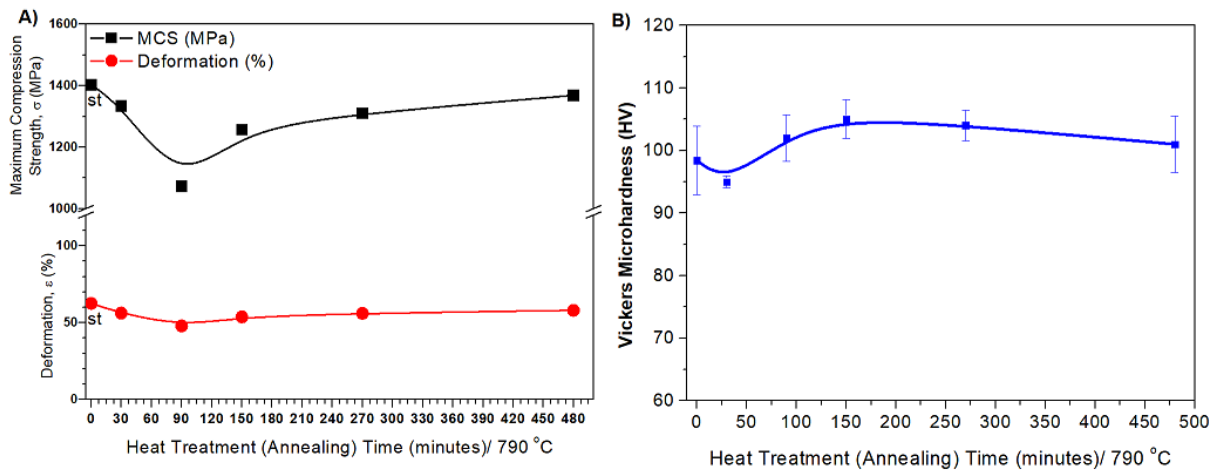 A)
MCS (MPa)
Deformation (%)
Maximum Compression
Strength, σ (MPa)
1600
1400
1200
1000
st
Deformation, ε (%)
100
50
0
st
0 30 60 90 120 150 180 210 240 270 300 330 360 390 420 450 480
Heat Treatment (Annealing) Time (minutes)/ 790 °C
B)
Vickers Microhardness (HV)
120
110
100
90
80
70
60
0 50 100 150 200 250 300 350 400 450 500
Heat Treatment (Annealing) Time (minutes)/ 790 °C